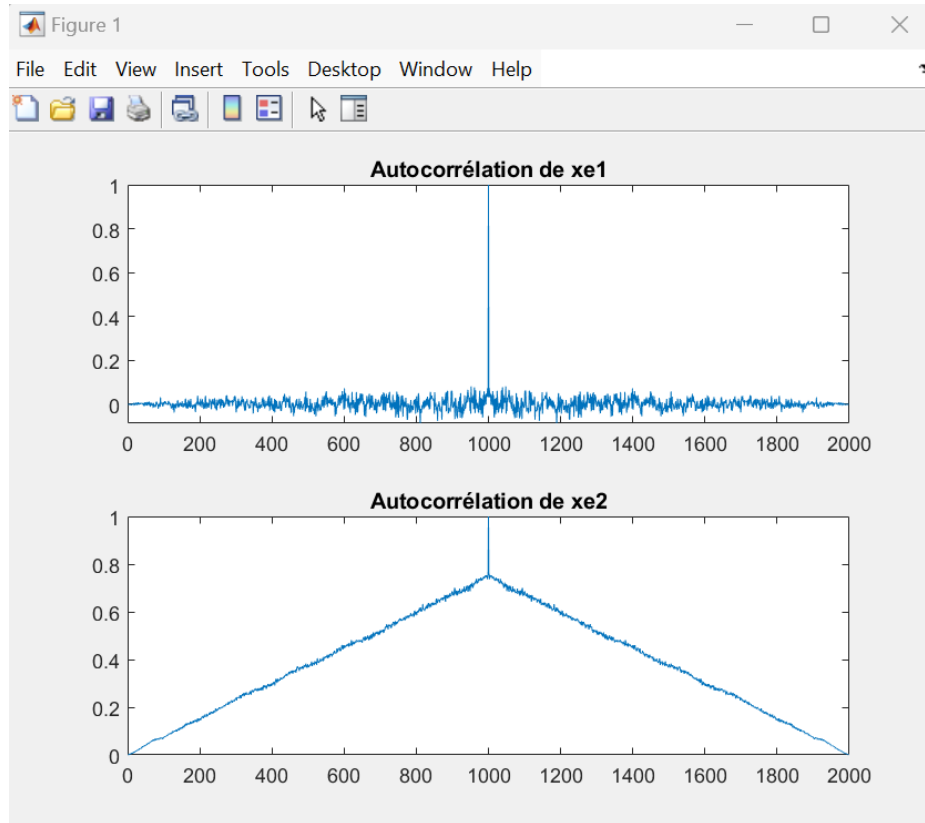 Figure 1
File Edit View Insert Tools Desktop Window Help
Autocorrélation de xe1
1
0.8
0.6
0.4
0.2
0
0 200 400 600 800 1000 1200 1400 1600 1800 2000
Autocorrélation de xe2
1
0.8
0.6
0.4
0.2
0
0 200 400 600 800 1000 1200 1400 1600 1800 2000